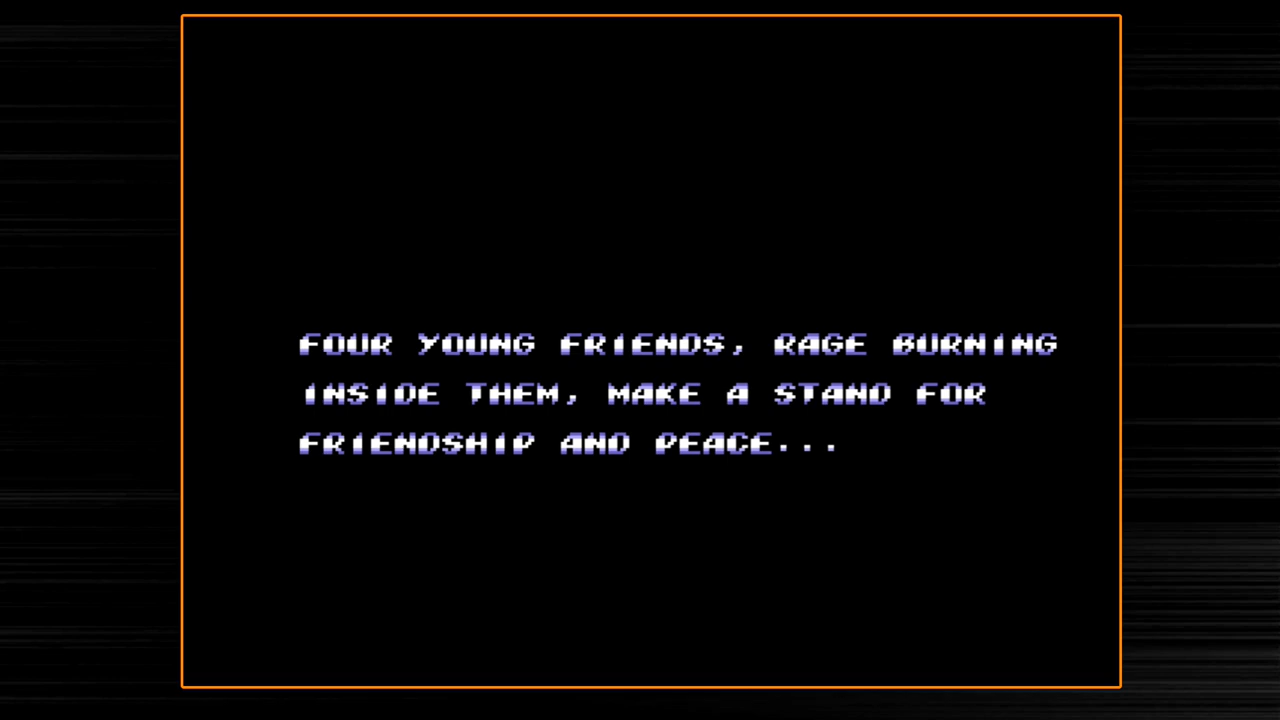 FOUR YOUNG FRIENDS, RAGE BURNING
INSIDE THEM, MAKE A STAND FOR
FRIENDSHIP AND PEACE...